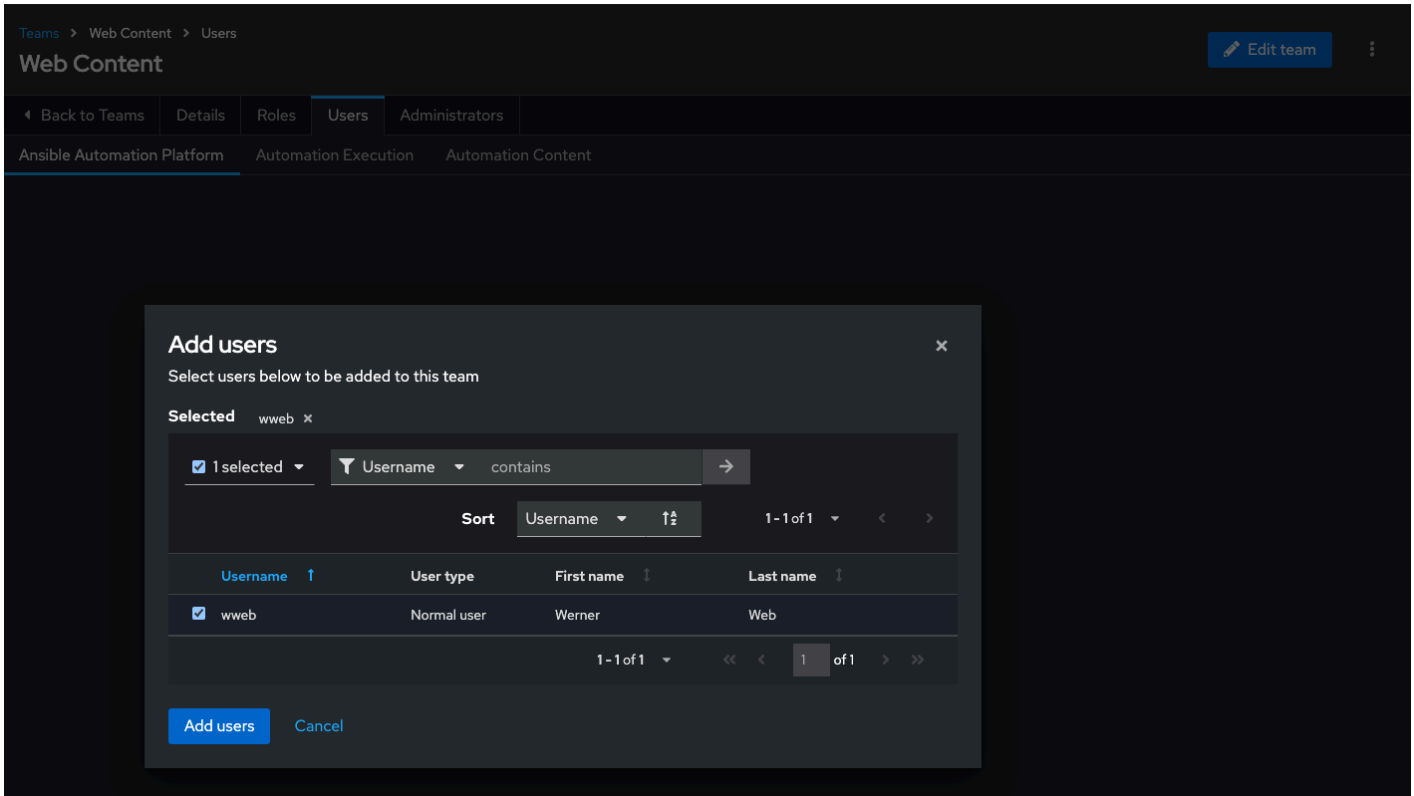 Teams > Web Content > Users
Web Content
Edit team
Back to Teams Details Roles Users Administrators
Ansible Automation Platform Automation Execution Automation Content
Add users
Select users below to be added to this team
Selected wweb
1 selected Username contains
Sort Username 1 - 1 of 1
Username User type First name Last name
wweb Normal user Werner Web
1 - 1 of 1 1 of 1
Add users Cancel